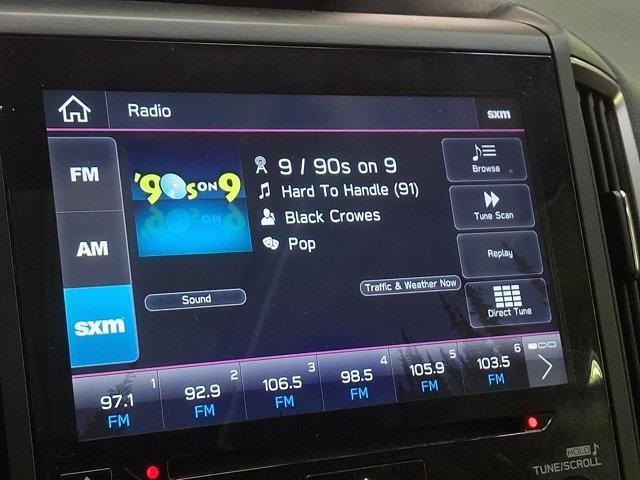 Radio
sxm
FM
AM
sxm
'90s ON 9
9 / 90s on 9
Hard To Handle (91)
Black Crowes
Pop
Sound
Traffic & Weather Now
Browse
Tune Scan
Replay
Direct Tune
97.1 1
FM
92.9 2
FM
106.5 3
FM
98.5 4
FM
105.9 5
FM
103.5 6
FM
HOLD
TUNE/SCROLL